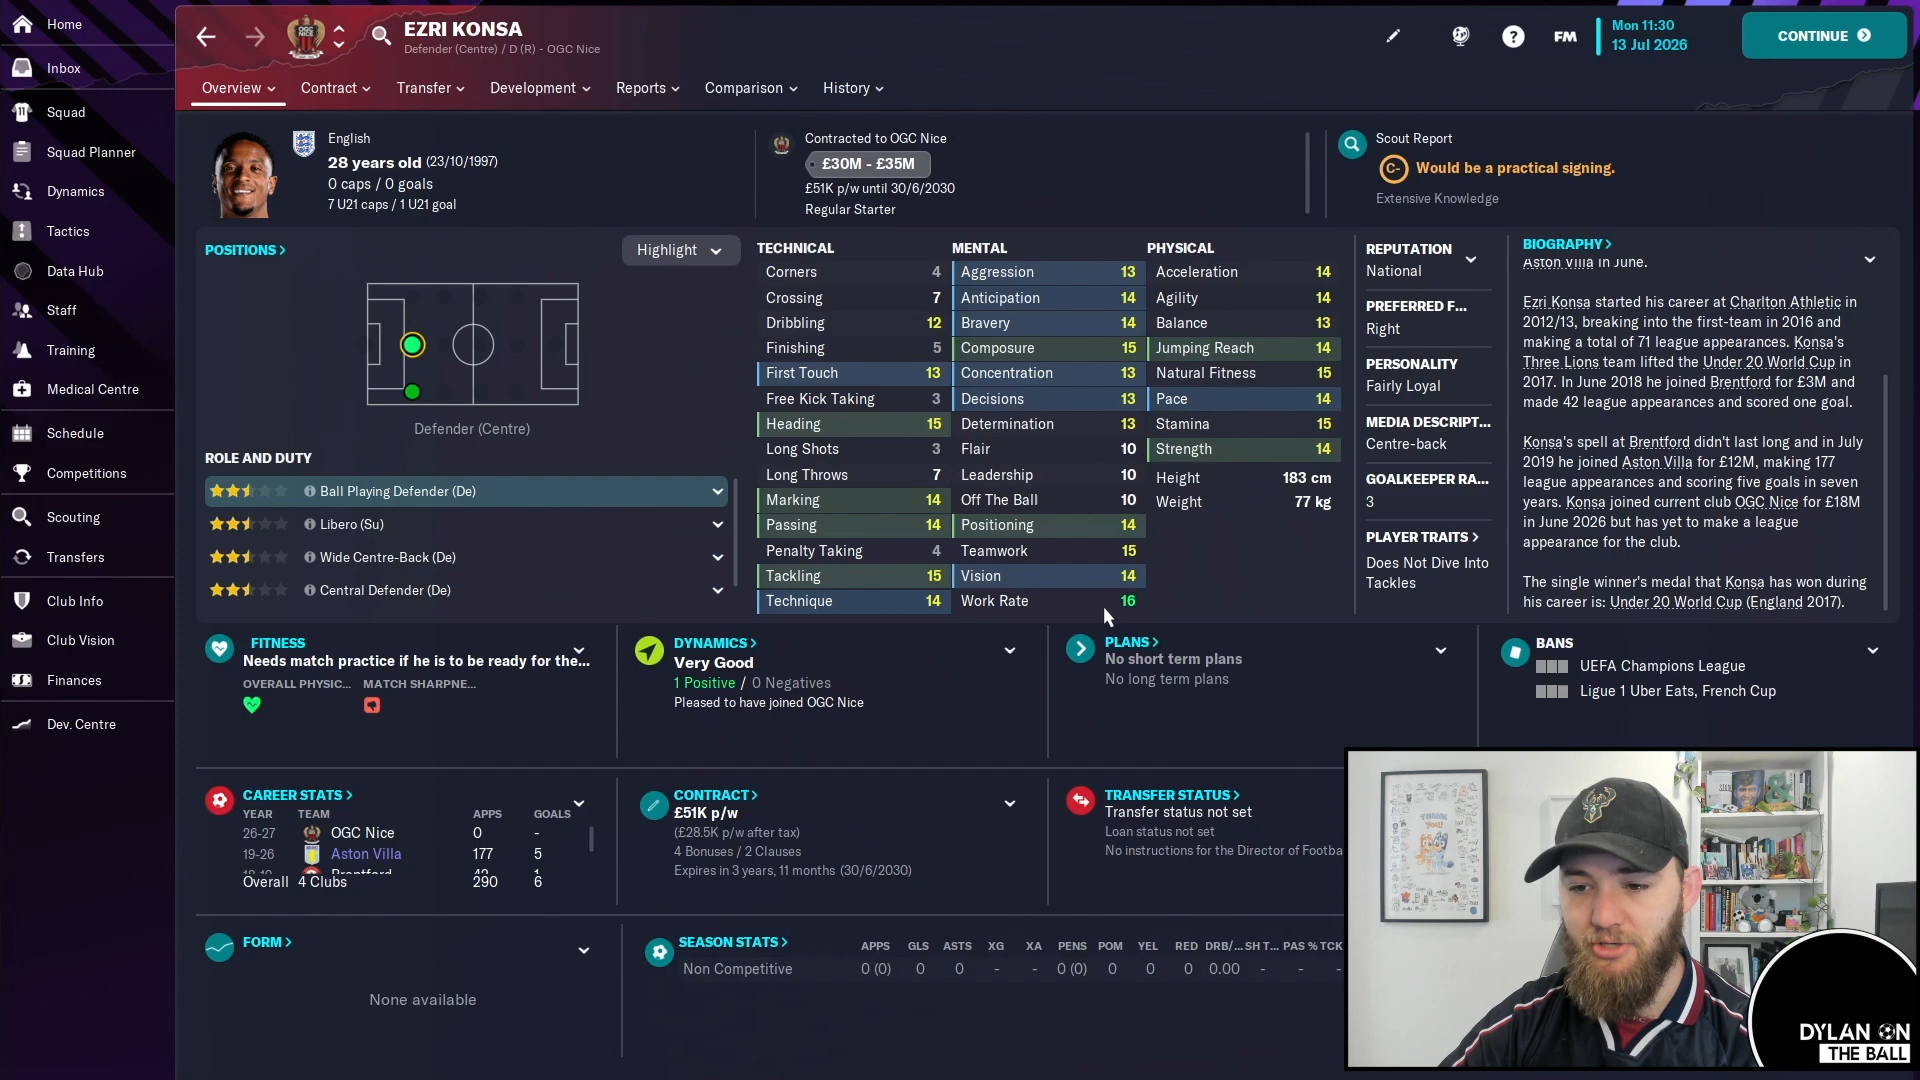 Home
Inbox
Squad
Squad Planner
Dynamics
Tactics
Data Hub
Staff
Training
Medical Centre
Schedule
Competitions
Scouting
Transfers
Club Info
Club Vision
Finances
Dev. Centre
EZRI KONSA
Defender (Centre) / D (R) - OGC Nice
FM
Mon 11:30
13 Jul 2026
CONTINUE
Overview
Contract
Transfer
Development
Reports
Comparison
History
English
28 years old (23/10/1997)
0 caps / 0 goals
7 U21 caps / 1 U21 goal
Contracted to OGC Nice
£30M - £35M
£51K p/w until 30/6/2030
Regular Starter
Scout Report
C- Would be a practical signing.
Extensive Knowledge
POSITIONS >
Highlight
Defender (Centre)
ROLE AND DUTY
Ball Playing Defender (De)
Libero (Su)
Wide Centre-Back (De)
Central Defender (De)
TECHNICAL
Corners 4
Crossing 7
Dribbling 12
Finishing 5
First Touch 13
Free Kick Taking 3
Heading 15
Long Shots 3
Long Throws 7
Marking 14
Passing 14
Penalty Taking 4
Tackling 15
Technique 14
MENTAL
Aggression 13
Anticipation 14
Bravery 14
Composure 15
Concentration 13
Decisions 13
Determination 13
Flair 10
Leadership 10
Off The Ball 10
Positioning 14
Teamwork 15
Vision 14
Work Rate 16
PHYSICAL
Acceleration 14
Agility 14
Balance 13
Jumping Reach 14
Natural Fitness 15
Pace 14
Stamina 15
Strength 14
Height 183 cm
Weight 77 kg
REPUTATION
National
PREFERRED F...
Right
PERSONALITY
Fairly Loyal
MEDIA DESCRIPT...
Centre-back
GOALKEEPER RA...
3
PLAYER TRAITS >
Does Not Dive Into
Tackles
BIOGRAPHY >
Aston Villa in June.
Ezri Konsa started his career at Charlton Athletic in
2012/13, breaking into the first-team in 2016 and
making a total of 71 league appearances. Konsa's
Three Lions team lifted the Under 20 World Cup in
2017. In June 2018 he joined Brentford for £3M and
made 42 league appearances and scored one goal.
Konsa's spell at Brentford didn't last long and in July
2019 he joined Aston Villa for £12M, making 177
league appearances and scoring five goals in seven
years. Konsa joined current club OGC Nice for £18M
in June 2026 but has yet to make a league
appearance for the club.
The single winner's medal that Konsa has won during
his career is: Under 20 World Cup (England 2017).
FITNESS
Needs match practice if he is to be ready for the...
OVERALL PHYSIC... MATCH SHARPNE...
DYNAMICS >
Very Good
1 Positive / 0 Negatives
Pleased to have joined OGC Nice
PLANS >
No short term plans
No long term plans
BANS
UEFA Champions League
Ligue 1 Uber Eats, French Cup
CAREER STATS >
YEAR TEAM APPS GOALS
26-27 OGC Nice 0 -
19-26 Aston Villa 177 5
18-19 Brentford 42 1
Overall 4 Clubs 290 6
CONTRACT >
£51K p/w
(£28.5K p/w after tax)
4 Bonuses / 2 Clauses
Expires in 3 years, 11 months (30/6/2030)
TRANSFER STATUS >
Transfer status not set
Loan status not set
No instructions for the Director of Footba
FORM >
None available
SEASON STATS >
APPS GLS ASTS XG XA PENS POM YEL RED DRB/... SH T... PAS % TCK
Non Competitive 0 (0) 0 0 - - 0 (0) 0 0 0 0.00 - - -
THANK
YOU!
DYLAN ON
THE BALL